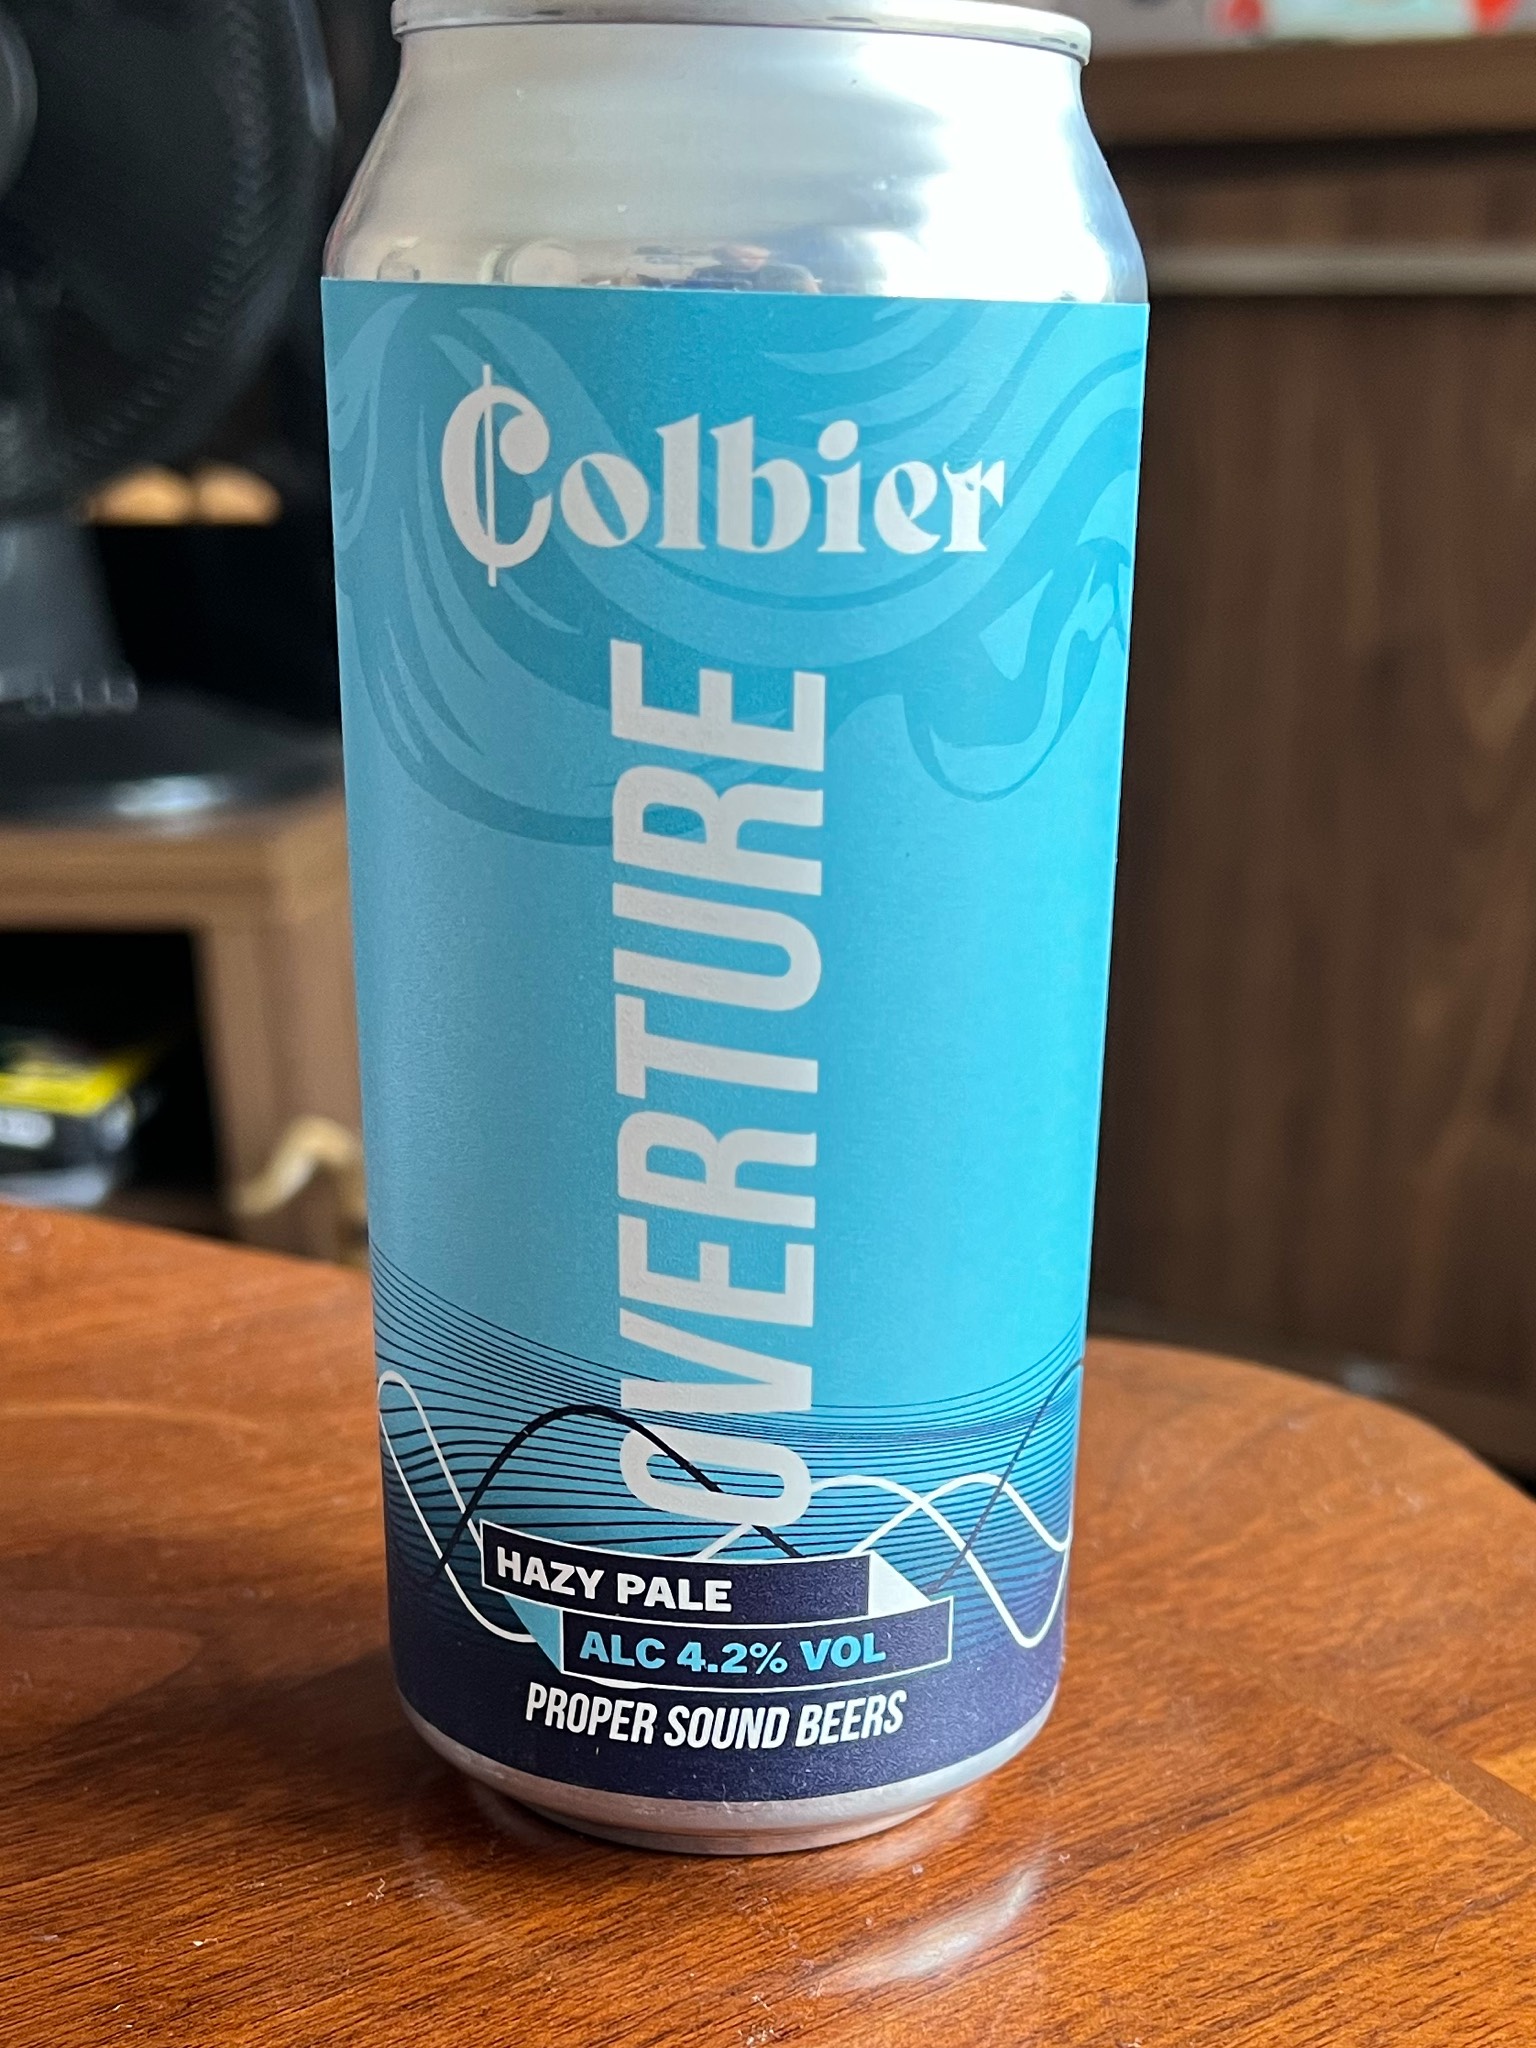 Colbier
OVERTURE
HAZY PALE
ALC 4.2% VOL
PROPER SOUND BEERS